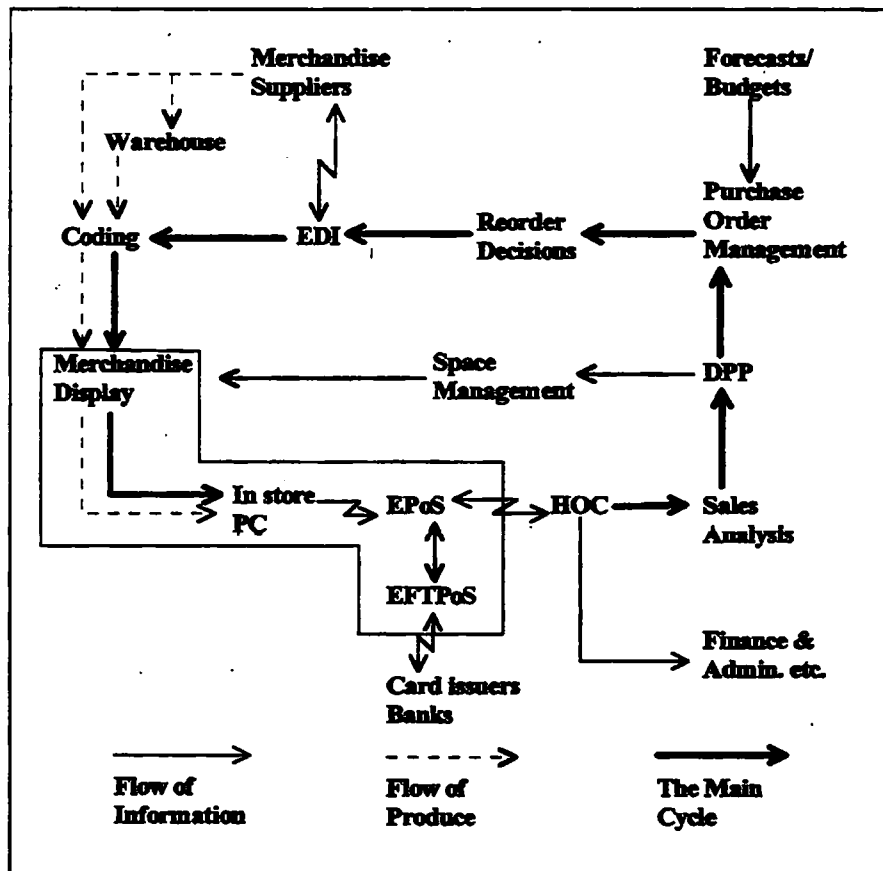 Merchandise
Suppliers
Forecasts/
Budgets
Warehouse
Purchase
Order
Management
Reorder
Decisions
EDI
Coding
Merchandise
Display
Space
Management
DPP
In store
PC
EPoS
HOC
Sales
Analysis
EFTPoS
Finance &
Admin. etc.
Card issuers
Banks
Flow of
Information
Flow of
Produce
The Main
Cycle